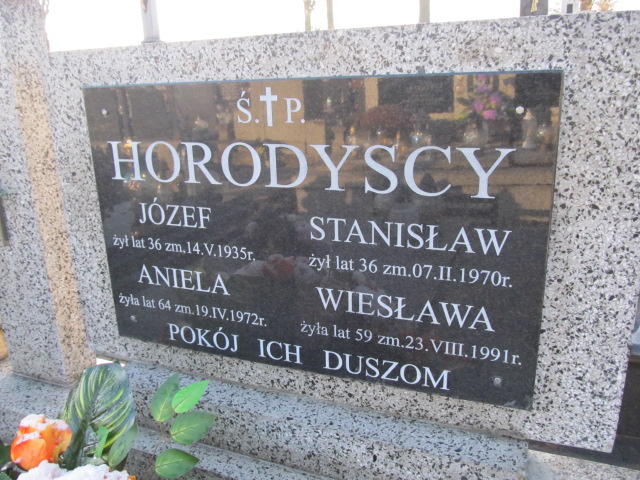 Ś.✝P.
HORODYSCY
JÓZEF
żył lat 36 zm.14.V.1935r.
ANIELA
żyła lat 64 zm.19.IV.1972r.
STANISŁAW
żył lat 36 zm.07.II.1970r.
WIESŁAWA
żyła lat 59 zm.23.VIII.1991r.
POKÓJ ICH DUSZOM